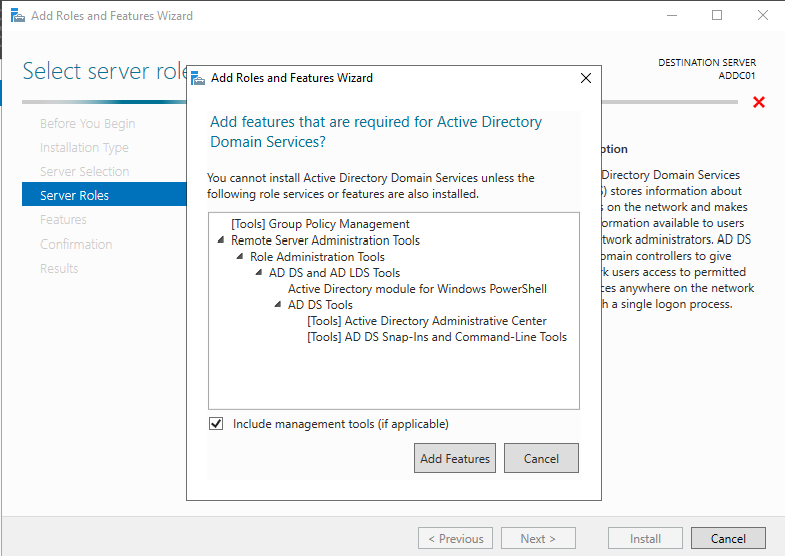 Add Roles and Features Wizard
Select server role
DESTINATION SERVER
ADDC01
Before You Begin
Installation Type
Server Selection
Server Roles
Features
Confirmation
Results
Add Roles and Features Wizard
Add features that are required for Active Directory
Domain Services?
You cannot install Active Directory Domain Services unless the
following role services or features are also installed.
[Tools] Group Policy Management
Remote Server Administration Tools
Role Administration Tools
AD DS and AD LDS Tools
Active Directory module for Windows PowerShell
AD DS Tools
[Tools] Active Directory Administrative Center
[Tools] AD DS Snap-Ins and Command-Line Tools
Include management tools (if applicable)
Add Features
Cancel
ption
Directory Domain Services
S) stores information about
s on the network and makes
ormation available to users
twork administrators. AD DS
omain controllers to give
rk users access to permitted
ces anywhere on the network
h a single logon process.
< Previous
Next >
Install
Cancel